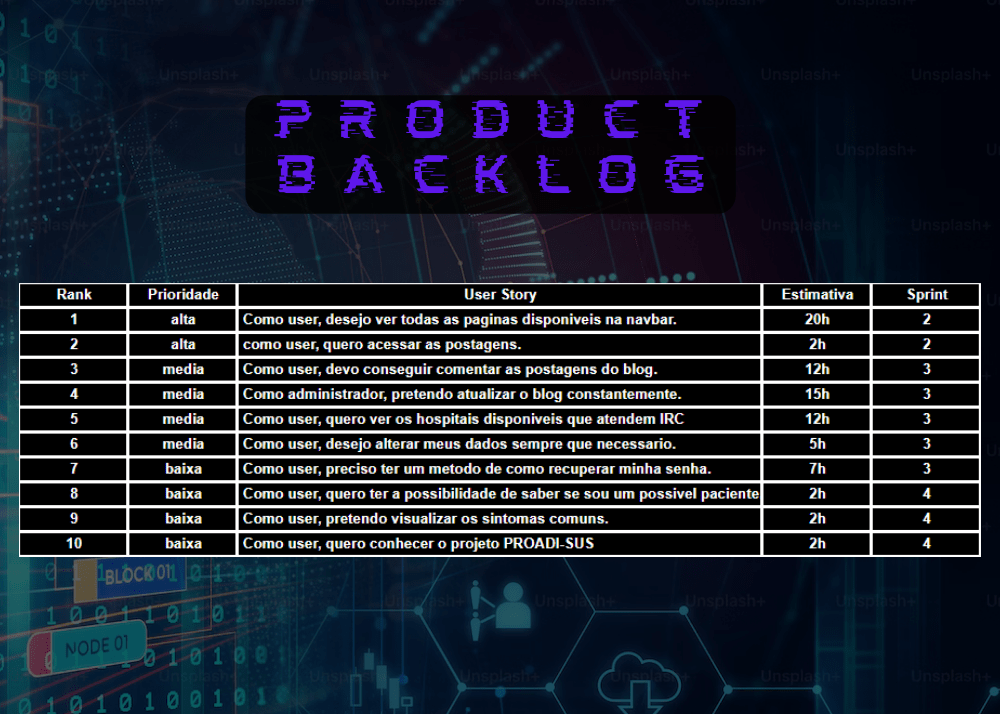 PRODUCT
BACKLOG
Rank Prioridade User Story Estimativa Sprint
1 alta Como user, desejo ver todas as paginas disponiveis na navbar. 20h 2
2 alta como user, quero acessar as postagens. 2h 2
3 media Como user, devo conseguir comentar as postagens do blog. 12h 3
4 media Como administrador, pretendo atualizar o blog constantemente. 15h 3
5 media Como user, quero ver os hospitais disponiveis que atendem IRC 12h 3
6 media Como user, desejo alterar meus dados sempre que necessario. 5h 3
7 baixa Como user, preciso ter um metodo de como recuperar minha senha. 7h 3
8 baixa Como user, quero ter a possibilidade de saber se sou um possivel paciente 2h 4
9 baixa Como user, pretendo visualizar os sintomas comuns. 2h 4
10 baixa Como user, quero conhecer o projeto PROADI-SUS 2h 4
BLOCK 01
NODE 01
Unsplash+